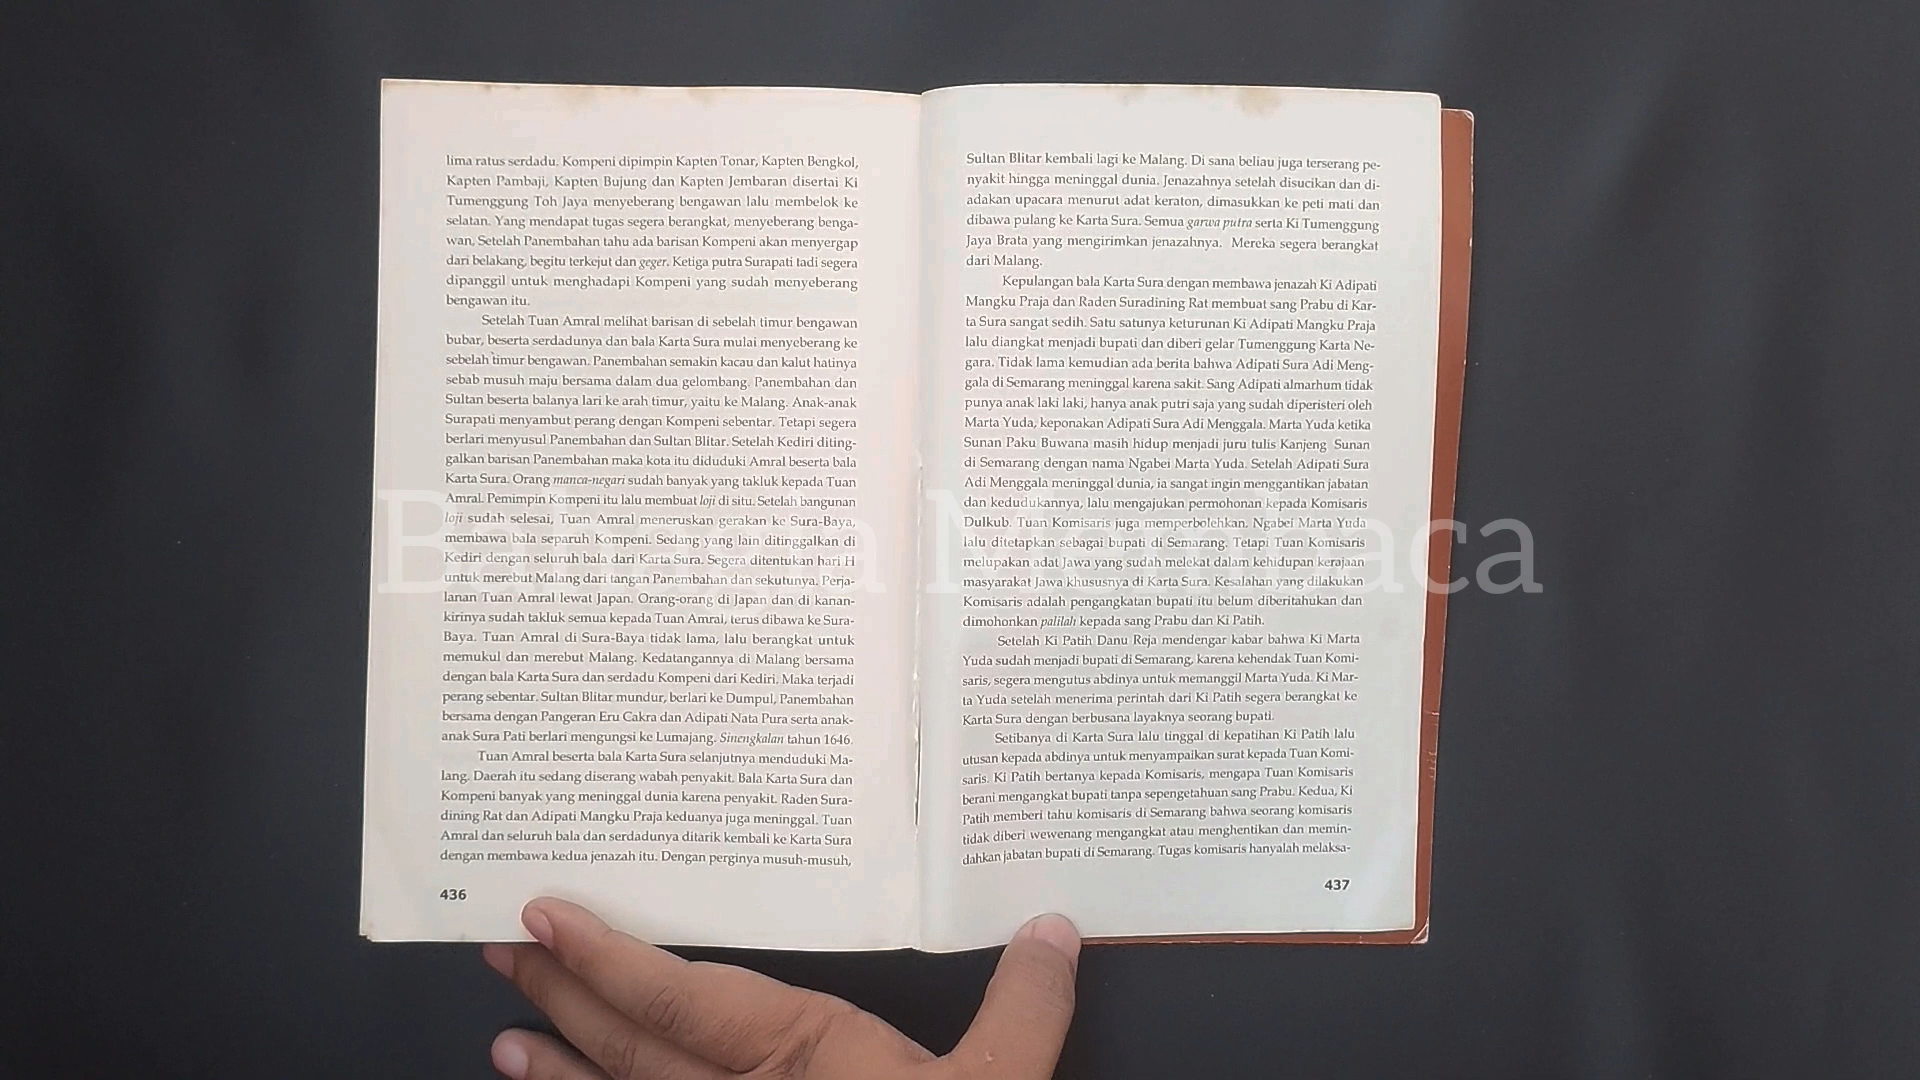 lima ratus serdadu. Kompeni dipimpin Kapten Tonar, Kapten Bengkol,
Kapten Pambaji, Kapten Bujung dan Kapten Jembaran disertai Ki
Tumenggung Toh Jaya menyeberang bengawan lalu membelok ke
selatan. Yang mendapat tugas segera berangkat, menyeberang benga-
wan. Setelah Panembahan tahu ada barisan Kompeni akan menyergap
dari belakang, begitu terkejut dan geger. Ketiga putra Surapati tadi segera
dipanggil untuk menghadapi Kompeni yang sudah menyeberang
bengawan itu.
Setelah Tuan Amral melihat barisan di sebelah timur bengawan
bubar, beserta serdadunya dan bala Karta Sura mulai menyeberang ke
sebelah timur bengawan. Panembahan semakin kacau dan kalut hatinya
sebab musuh maju bersama dalam dua gelombang. Panembahan dan
Sultan beserta balanya lari ke arah timur, yaitu ke Malang. Anak-anak
Surapati menyambut perang dengan Kompeni sebentar. Tetapi segera
berlari menyusul Panembahan dan Sultan Blitar. Setelah Kediri diting-
galkan barisan Panembahan maka kota itu diduduki Amral beserta bala
Karta Sura. Orang manca-negari sudah banyak yang takluk kepada Tuan
Amral. Pemimpin Kompeni itu lalu membuat loji di situ. Setelah bangunan
loji sudah selesai, Tuan Amral meneruskan gerakan ke Sura-Baya,
membawa bala separuh Kompeni. Sedang yang lain ditinggalkan di
Kediri dengan seluruh bala dari Karta Sura. Segera ditentukan hari H
untuk merebut Malang dari tangan Panembahan dan sekutunya. Perja-
lanan Tuan Amral lewat Japan. Orang-orang di Japan dan di kanan-
kirinya sudah takluk semua kepada Tuan Amral, terus dibawa ke Sura-
Baya. Tuan Amral di Sura-Baya tidak lama, lalu berangkat untuk
memukul dan merebut Malang. Kedatangannya di Malang bersama
dengan bala Karta Sura dan serdadu Kompeni dari Kediri. Maka terjadi
perang sebentar. Sultan Blitar mundur, berlari ke Dumpul, Panembahan
bersama dengan Pangeran Eru Cakra dan Adipati Nata Pura serta anak-
anak Sura Pati berlari mengungsi ke Lumajang. Sinengkalan tahun 1646.
Tuan Amral beserta bala Karta Sura selanjutnya menduduki Ma-
lang. Daerah itu sedang diserang wabah penyakit. Bala Karta Sura dan
Kompeni banyak yang meninggal dunia karena penyakit. Raden Sura-
dining Rat dan Adipati Mangku Praja keduanya juga meninggal. Tuan
Amral dan seluruh bala dan serdadunya ditarik kembali ke Karta Sura
dengan membawa kedua jenazah itu. Dengan perginya musuh-musuh,
436
Sultan Blitar kembali lagi ke Malang. Di sana beliau juga terserang pe-
nyakit hingga meninggal dunia. Jenazahnya setelah disucikan dan di-
adakan upacara menurut adat keraton, dimasukkan ke peti mati dan
dibawa pulang ke Karta Sura. Semua garwa putra serta Ki Tumenggung
Jaya Brata yang mengirimkan jenazahnya. Mereka segera berangkat
dari Malang.
Kepulangan bala Karta Sura dengan membawa jenazah Ki Adipati
Mangku Praja dan Raden Suradining Rat membuat sang Prabu di Kar-
ta Sura sangat sedih. Satu satunya keturunan Ki Adipati Mangku Praja
lalu diangkat menjadi bupati dan diberi gelar Tumenggung Karta Ne-
gara. Tidak lama kemudian ada berita bahwa Adipati Sura Adi Meng-
gala di Semarang meninggal karena sakit. Sang Adipati almarhum tidak
punya anak laki laki, hanya anak putri saja yang sudah diperisteri oleh
Marta Yuda, keponakan Adipati Sura Adi Menggala. Marta Yuda ketika
Sunan Paku Buwana masih hidup menjadi juru tulis Kanjeng Sunan
di Semarang dengan nama Ngabei Marta Yuda. Setelah Adipati Sura
Adi Menggala meninggal dunia, ia sangat ingin menggantikan jabatan
dan kedudukannya, lalu mengajukan permohonan kepada Komisaris
Dulkub. Tuan Komisaris juga memperbolehkan. Ngabei Marta Yuda
lalu ditetapkan sebagai bupati di Semarang. Tetapi Tuan Komisaris
melupakan adat Jawa yang sudah melekat dalam kehidupan kerajaan
masyarakat Jawa khususnya di Karta Sura. Kesalahan yang dilakukan
Komisaris adalah pengangkatan bupati itu belum diberitahukan dan
dimohonkan palilah kepada sang Prabu dan Ki Patih.
Setelah Ki Patih Danu Reja mendengar kabar bahwa Ki Marta
Yuda sudah menjadi bupati di Semarang, karena kehendak Tuan Komi-
saris, segera mengutus abdinya untuk memanggil Marta Yuda. Ki Mar-
ta Yuda setelah menerima perintah dari Ki Patih segera berangkat ke
Karta Sura dengan berbusana layaknya seorang bupati.
Setibanya di Karta Sura lalu tinggal di kepatihan Ki Patih lalu
utusan kepada abdinya untuk menyampaikan surat kepada Tuan Komi-
saris. Ki Patih bertanya kepada Komisaris, mengapa Tuan Komisaris
berani mengangkat bupati tanpa sepengetahuan sang Prabu. Kedua, Ki
Patih memberi tahu komisaris di Semarang bahwa seorang komisaris
tidak diberi wewenang mengangkat atau menghentikan dan memin-
dahkan jabatan bupati di Semarang. Tugas komisaris hanyalah melaksa-
437